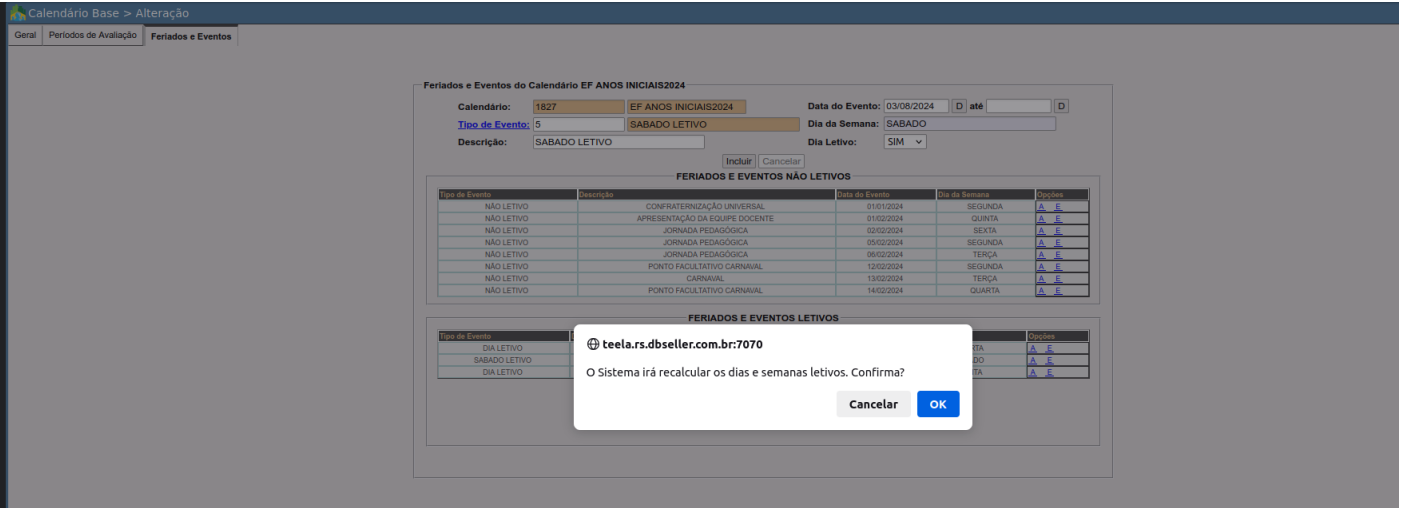 Calendário Base > Alteração
Geral Períodos de Avaliação Feriados e Eventos
Feriados e Eventos do Calendário EF ANOS INICIAIS2024
Calendário: 1827 EF ANOS INICIAIS2024 Data do Evento: 03/08/2024 D até D
Tipo de Evento: 5 SABADO LETIVO Dia da Semana: SABADO
Descrição: SABADO LETIVO Dia Letivo: SIM
Incluir Cancelar
FERIADOS E EVENTOS NÃO LETIVOS
Tipo de Evento Descrição Data do Evento Dia da Semana Opções
NÃO LETIVO CONFRATERNIZAÇÃO UNIVERSAL 01/01/2024 SEGUNDA A E
NÃO LETIVO APRESENTAÇÃO DA EQUIPE DOCENTE 01/02/2024 QUINTA A E
NÃO LETIVO JORNADA PEDAGÓGICA 02/02/2024 SEXTA A E
NÃO LETIVO JORNADA PEDAGÓGICA 05/02/2024 SEGUNDA A E
NÃO LETIVO JORNADA PEDAGÓGICA 06/02/2024 TERÇA A E
NÃO LETIVO PONTO FACULTATIVO CARNAVAL 12/02/2024 SEGUNDA A E
NÃO LETIVO CARNAVAL 13/02/2024 TERÇA A E
NÃO LETIVO PONTO FACULTATIVO CARNAVAL 14/02/2024 QUARTA A E
FERIADOS E EVENTOS LETIVOS
Tipo de Evento Opções
DIA LETIVO A E
SABADO LETIVO A E
DIA LETIVO A E
teela.rs.dbseller.com.br:7070
O Sistema irá recalcular os dias e semanas letivos. Confirma?
Cancelar OK